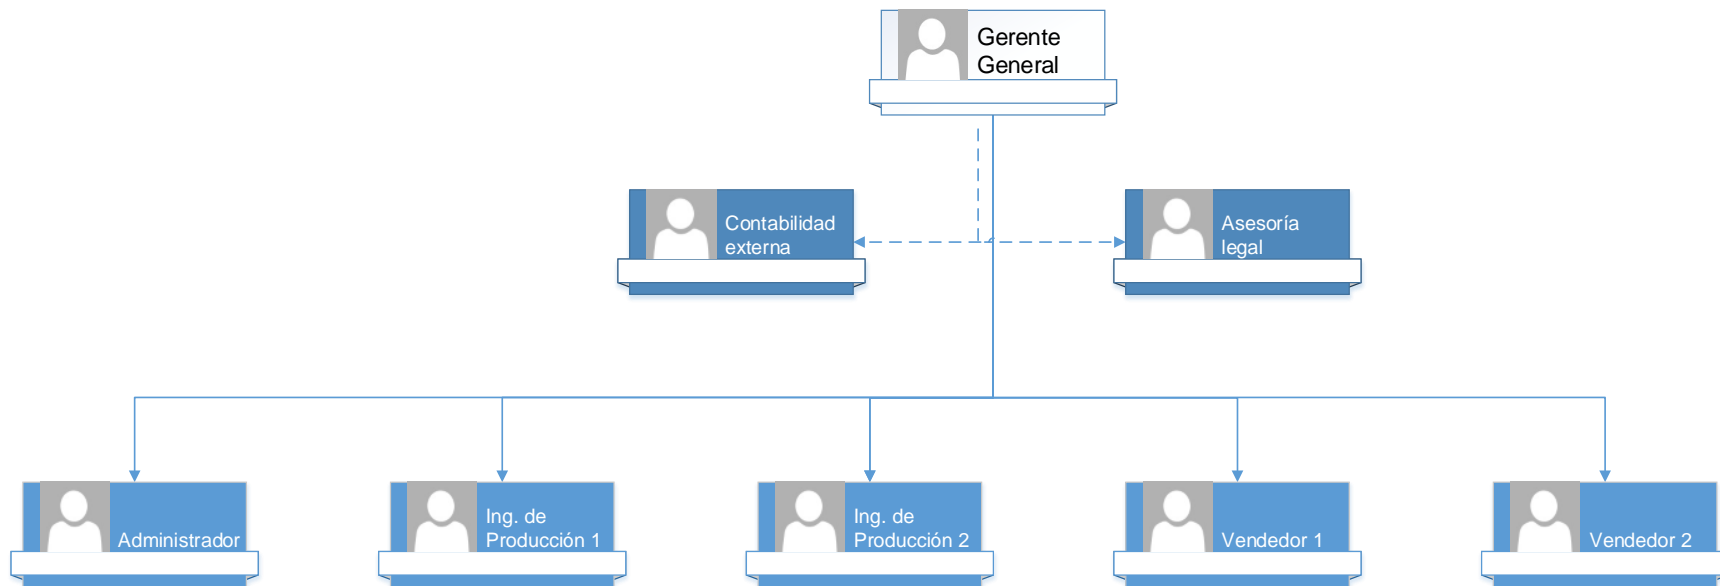 Gerente
General
Contabilidad
externa
Asesoría
legal
Administrador
Ing. de
Producción 1
Ing. de
Producción 2
Vendedor 1
Vendedor 2